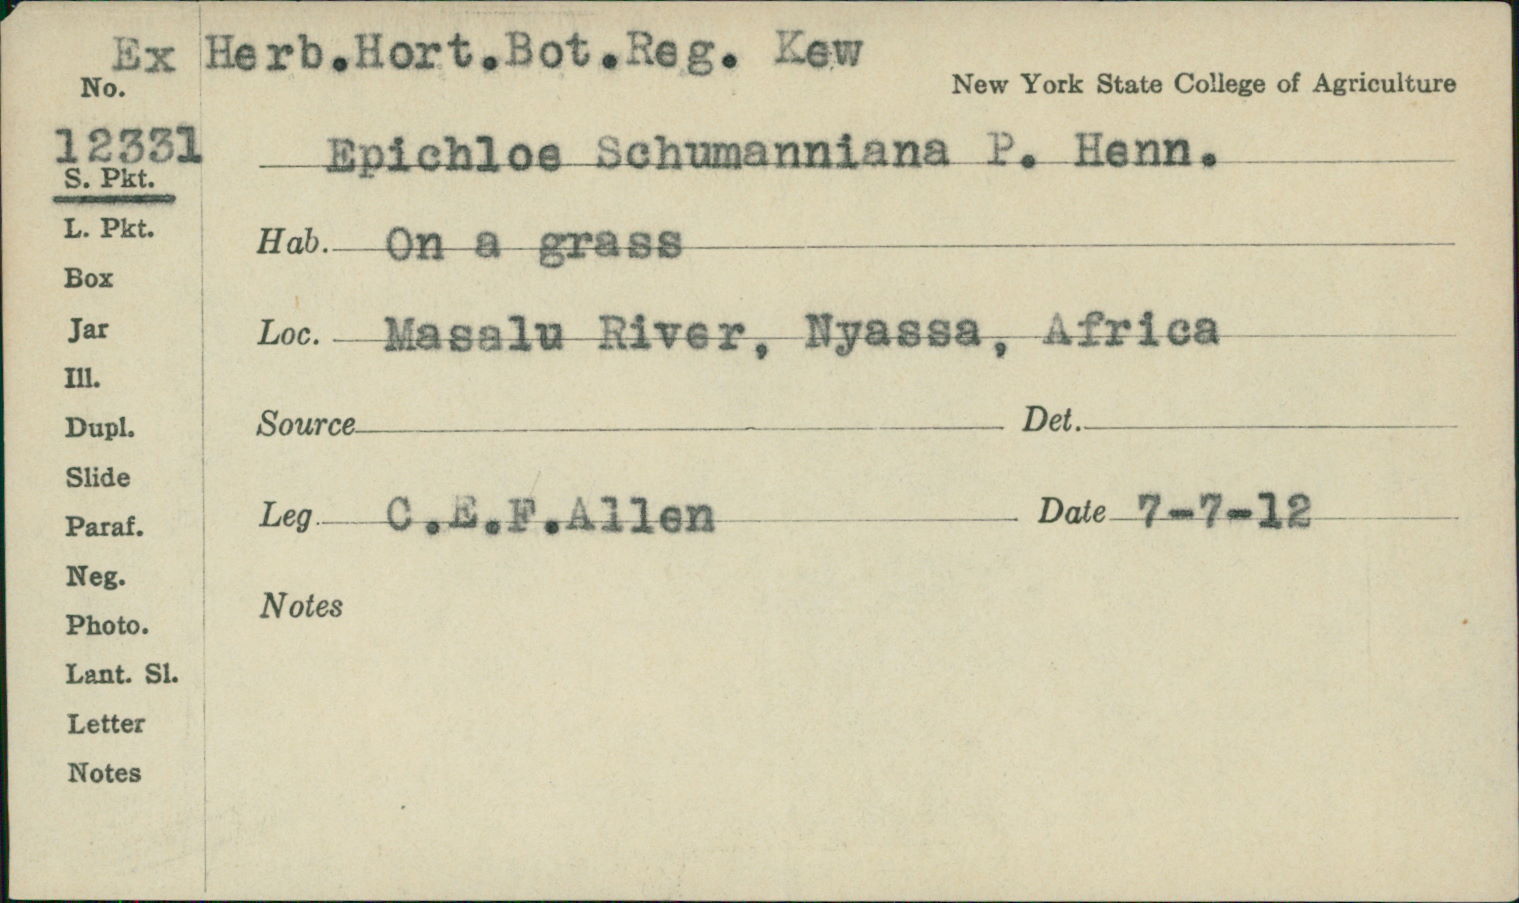 Ex Herb.Hort.Bot.Reg. Kew
No.
New York State College of Agriculture
12331
Epichloe Schumanniana P. Henn.
S. Pkt.
L. Pkt.
Hab. On a grass
Box
Jar
Loc. Masalu River, Nyassa, Africa
Ill.
Dupl.
Source Det.
Slide
Paraf.
Leg C.E.F.Allen Date 7-7-12
Neg.
Notes
Photo.
Lant. Sl.
Letter
Notes